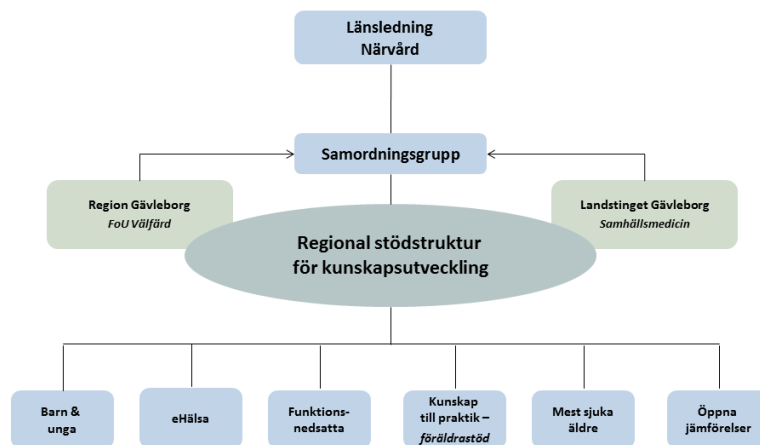 Länsledning
Närvård
Samordningsgrupp
Region Gävleborg
FoU Välfärd
Landstinget Gävleborg
Samhällsmedicin
Regional stödstruktur
för kunskapsutveckling
Barn &
unga
eHälsa
Funktions-
nedsatta
Kunskap
till praktik –
föräldrastöd
Mest sjuka
äldre
Öppna
jämförelser